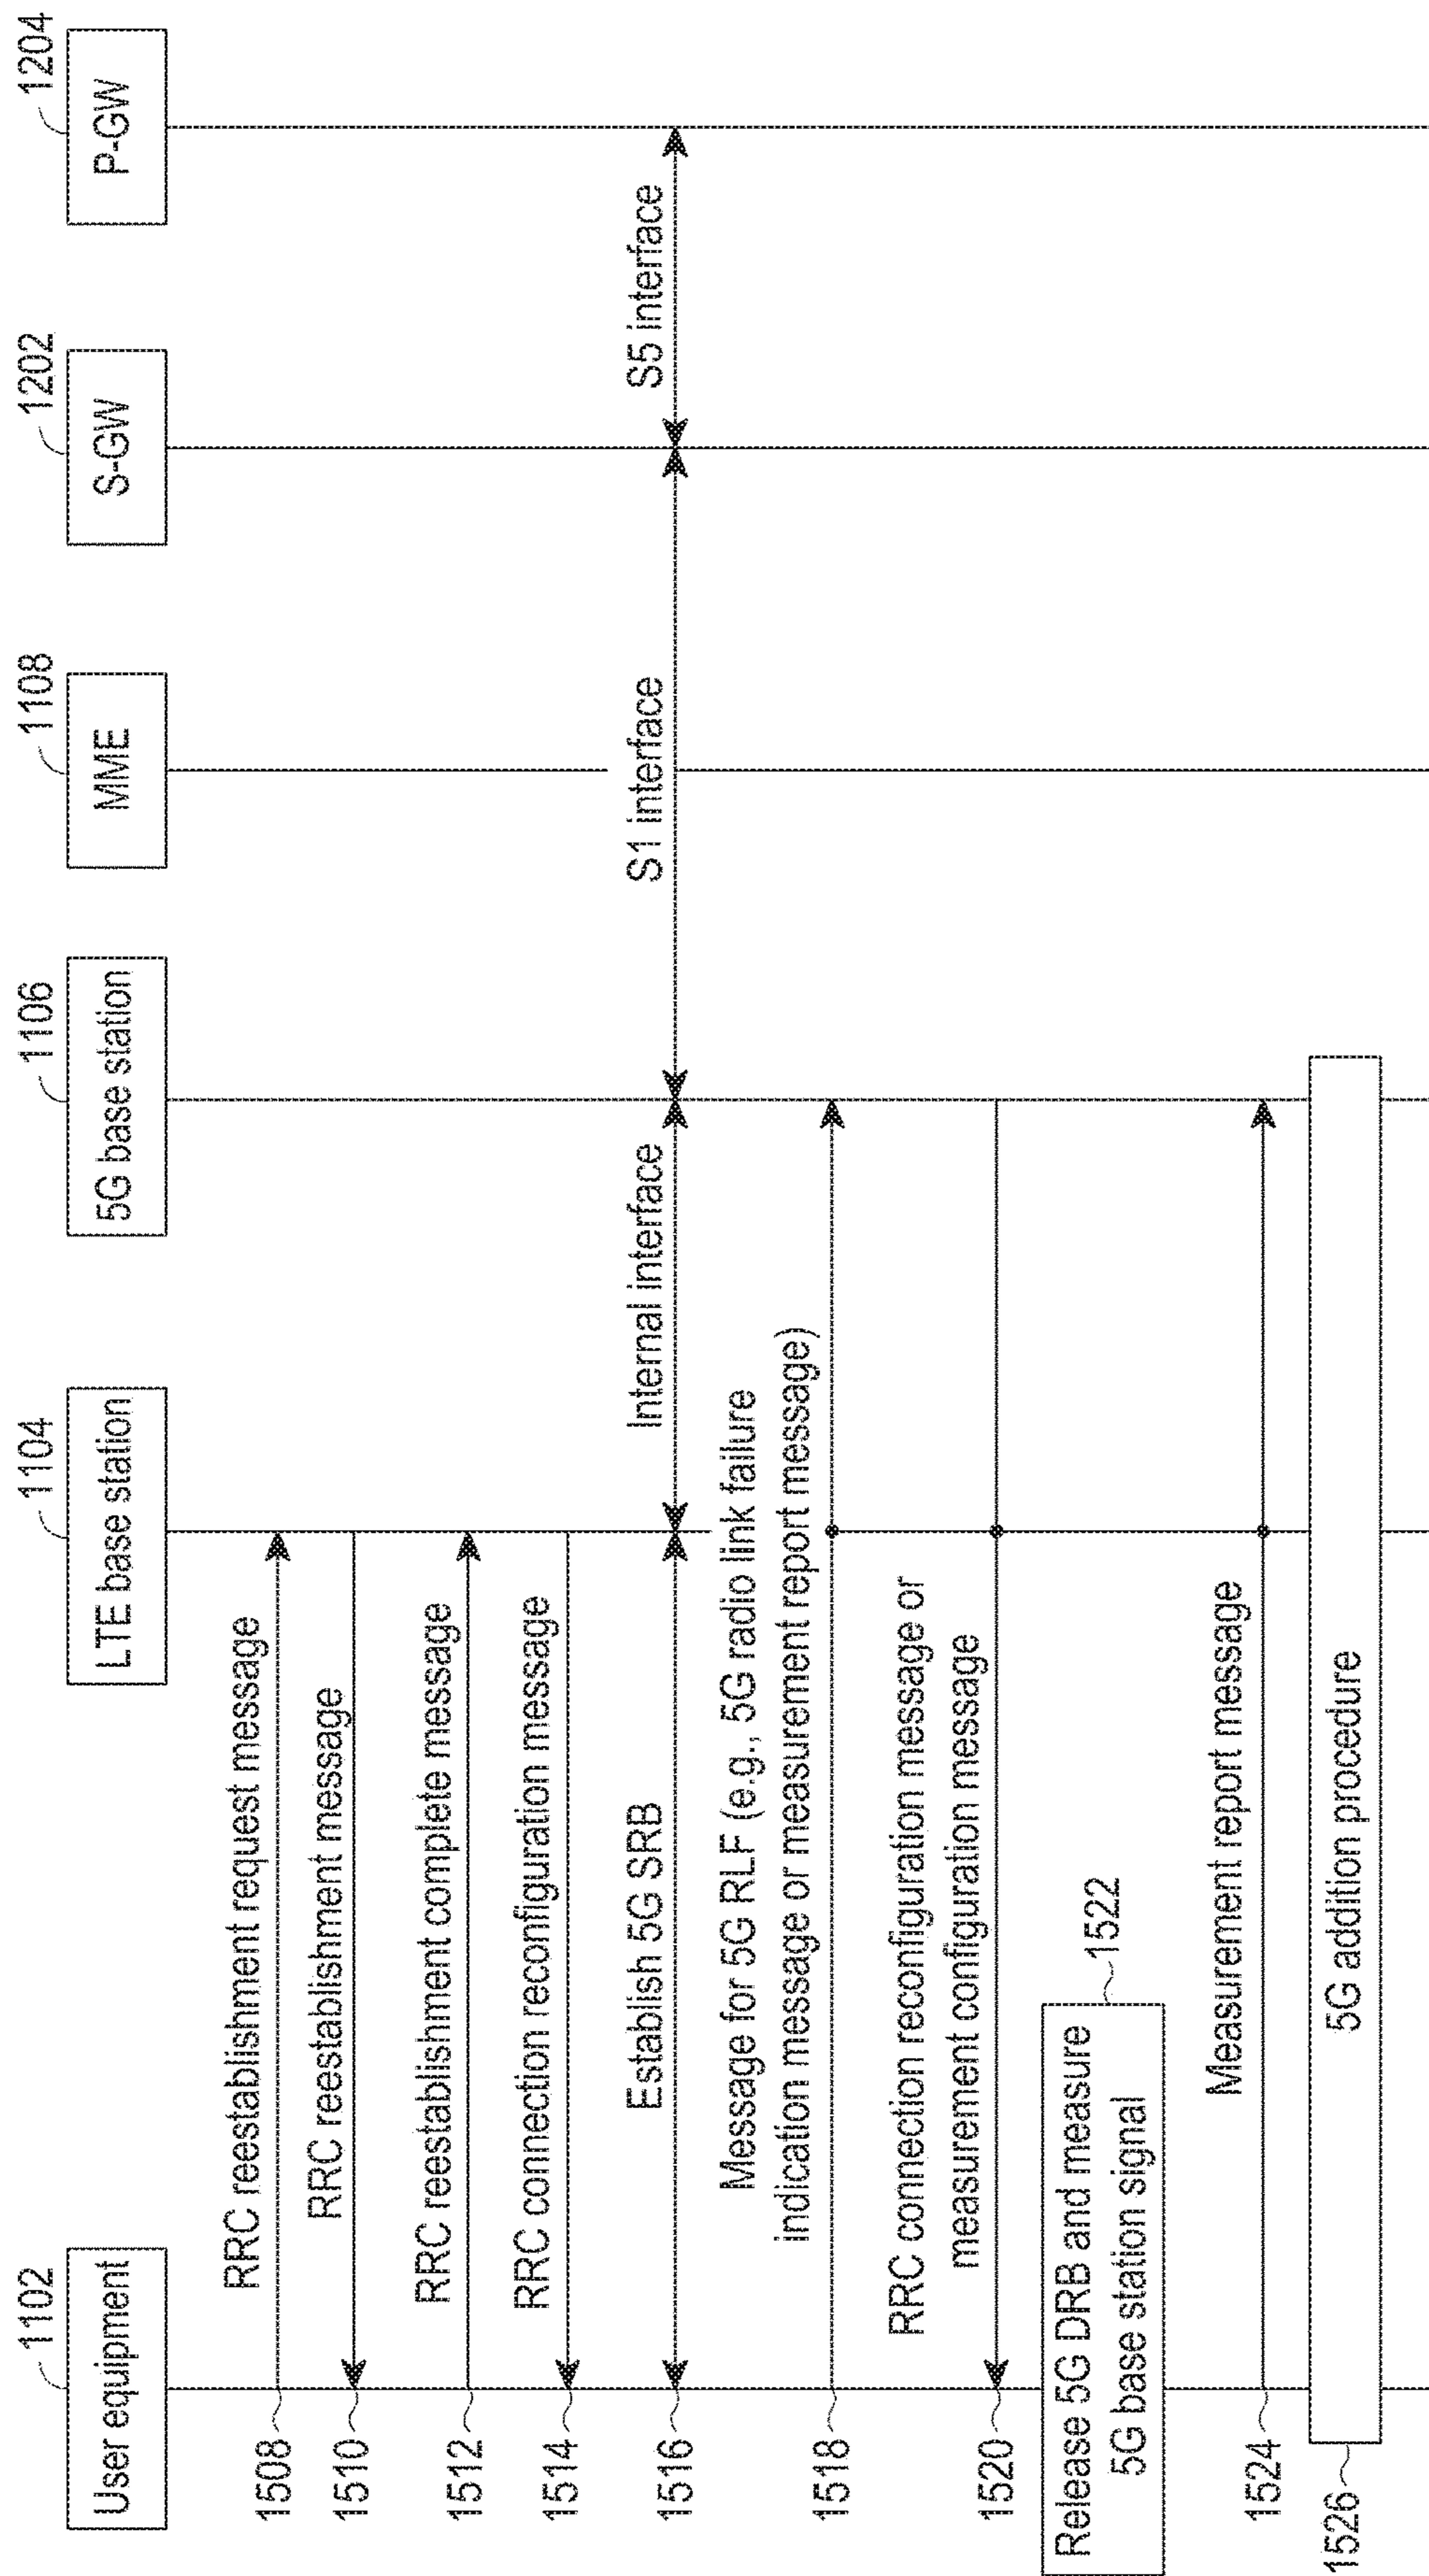 1102
User equipment
1104
LTE base station
1106
5G base station
1108
MME
1202
S-GW
1204
P-GW
1508
RRC reestablishment request message
1510
RRC reestablishment message
1512
RRC reestablishment complete message
1514
RRC connection reconfiguration message
1516
Establish 5G SRB
Internal interface
S1 interface
S5 interface
1518
Message for 5G RLF (e.g., 5G radio link failure
indication message or measurement report message)
1520
RRC connection reconfiguration message or
measurement configuration message
Release 5G DRB and measure
5G base station signal
1522
1524
Measurement report message
1526
5G addition procedure